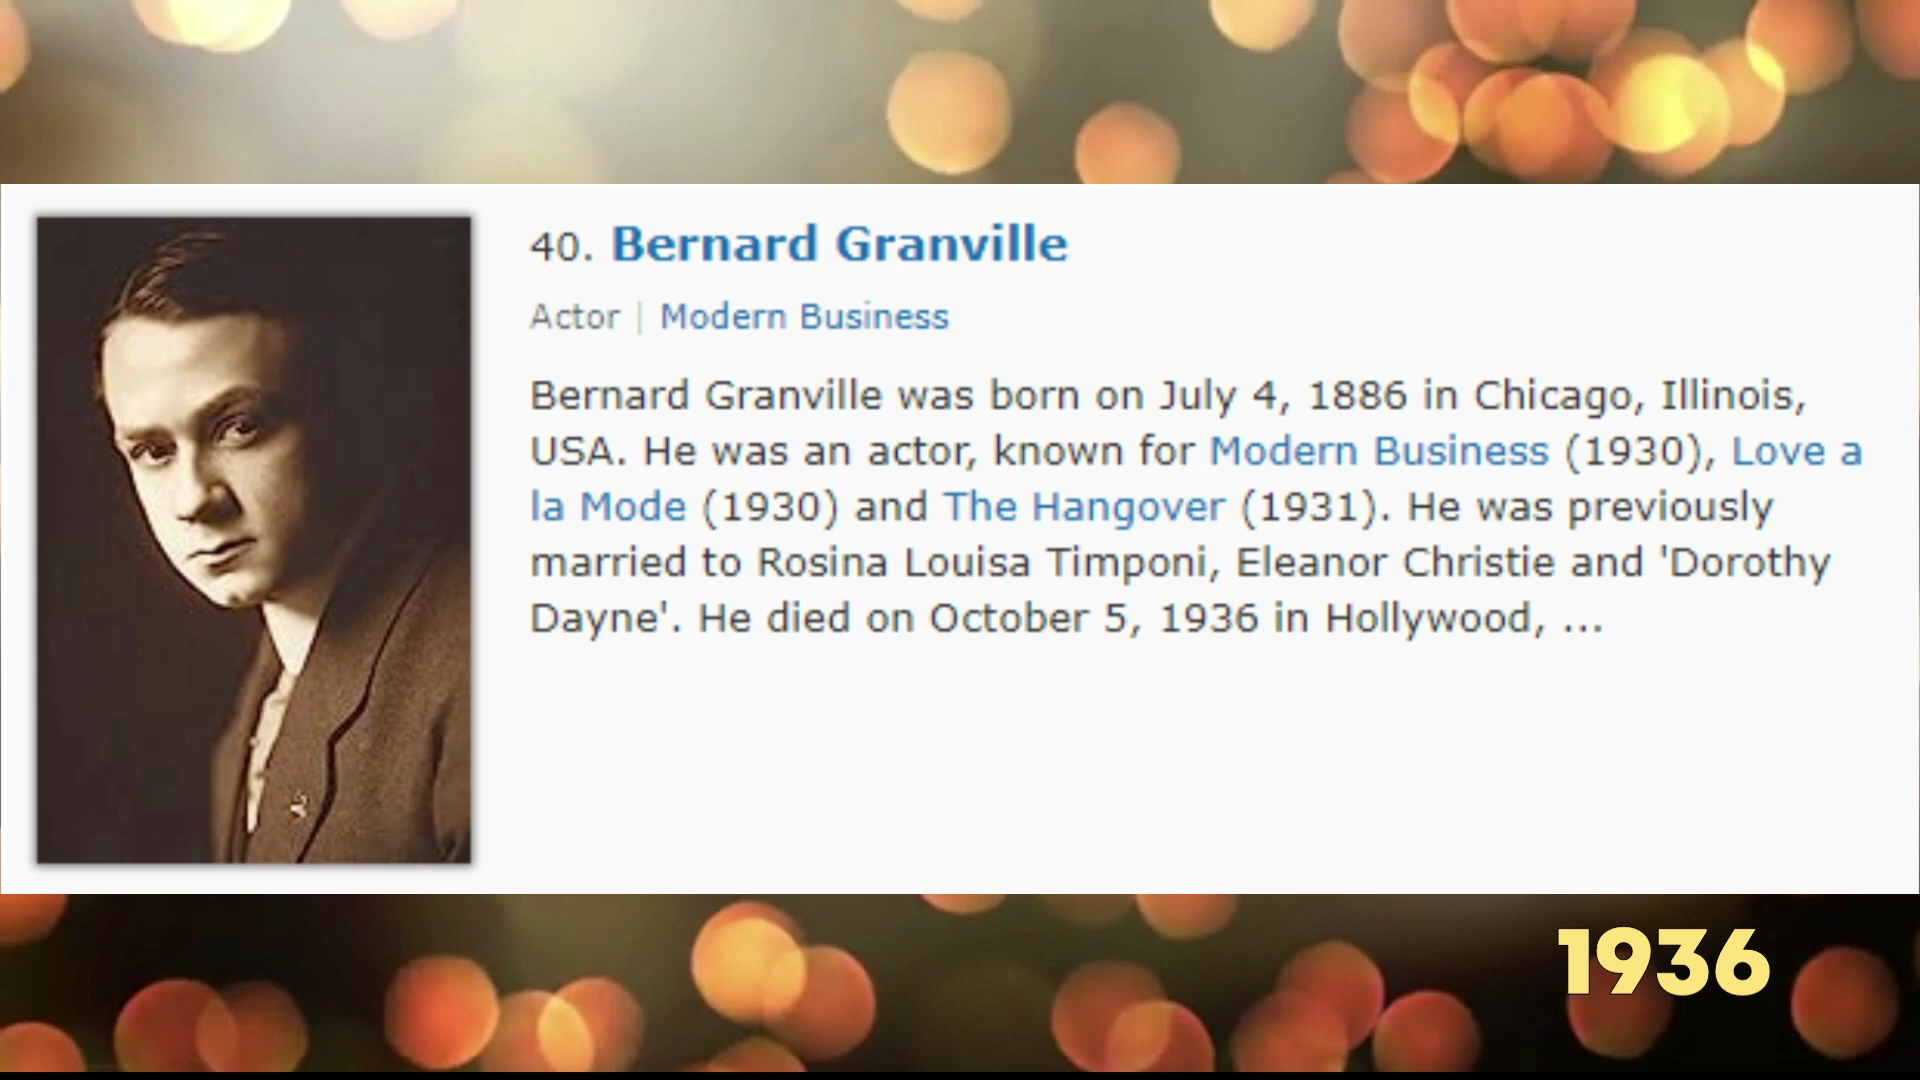 40. Bernard Granville
Actor | Modern Business
Bernard Granville was born on July 4, 1886 in Chicago, Illinois,
USA. He was an actor, known for Modern Business (1930), Love a
la Mode (1930) and The Hangover (1931). He was previously
married to Rosina Louisa Timponi, Eleanor Christie and 'Dorothy
Dayne'. He died on October 5, 1936 in Hollywood, ...
1936